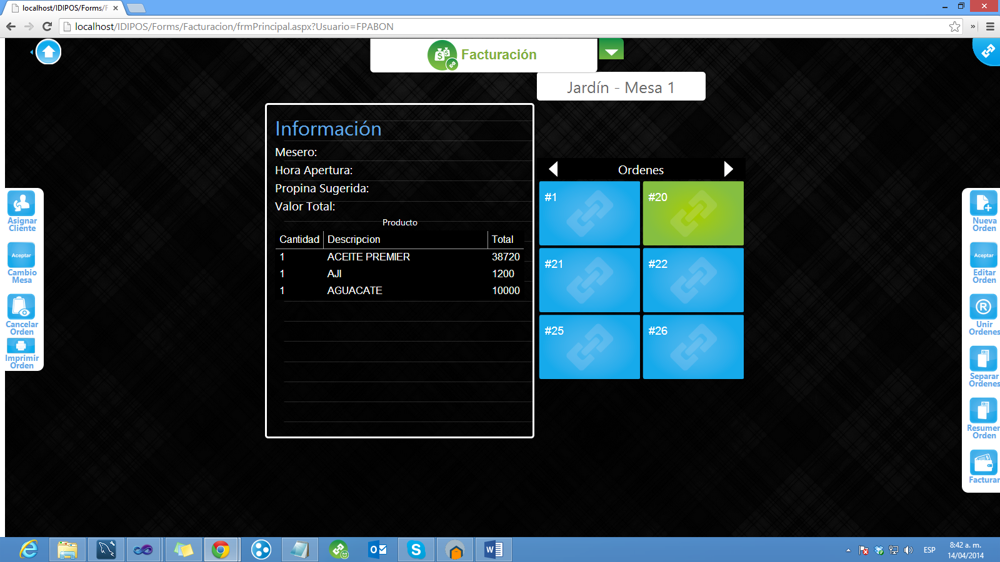 localhost/IDIPOS/Forms/F
localhost/IDIPOS/Forms/Facturacion/frmPrincipal.aspx?Usuario=FPABON
Facturación
Jardín - Mesa 1
Información
Mesero:
Hora Apertura:
Propina Sugerida:
Valor Total:
Producto
Cantidad Descripcion Total
1 ACEITE PREMIER 38720
1 AJI 1200
1 AGUACATE 10000
Ordenes
#1 #20
#21 #22
#25 #26
Asignar
Cliente
Aceptar
Cambio
Mesa
Cancelar
Orden
Imprimir
Orden
Nueva
Orden
Aceptar
Editar
Orden
Unir
Ordenes
Separar
Ordenes
Resumen
Orden
Facturar
ESP
8:42 a. m.
14/04/2014